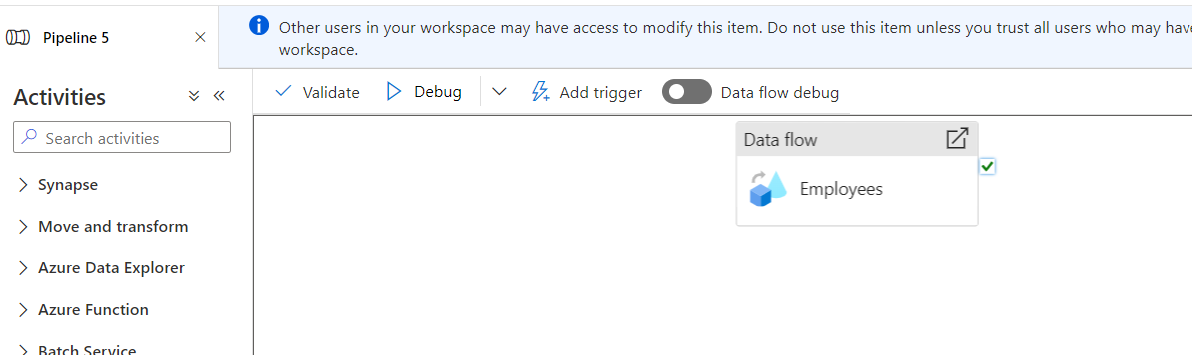 Pipeline 5
Other users in your workspace may have access to modify this item. Do not use this item unless you trust all users who may have
workspace.
Activities
Validate
Debug
Add trigger
Data flow debug
Search activities
Data flow
Employees
Synapse
Move and transform
Azure Data Explorer
Azure Function
Batch Service